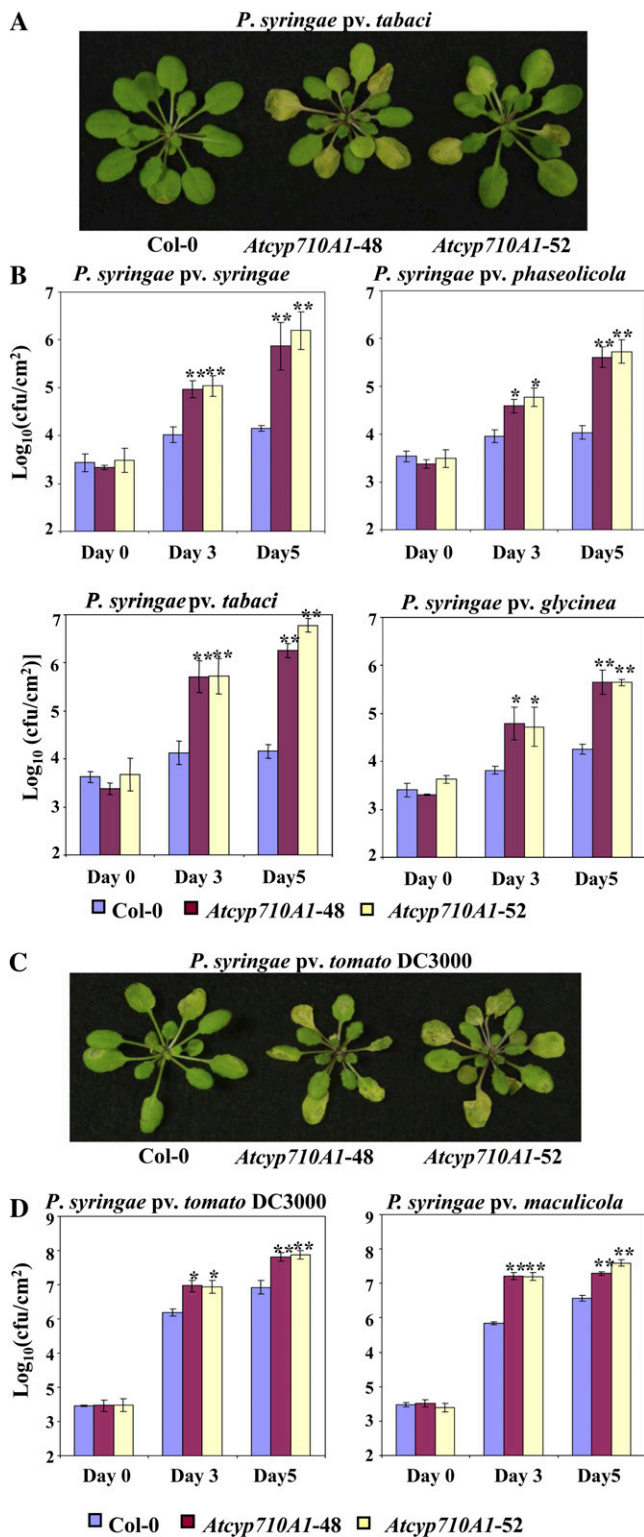 A
P. syringae pv. tabaci
Col-0 Atcyp710A1-48 Atcyp710A1-52
B
P. syringae pv. syringae
Log10(cfu/cm2)
7
6
5
4
3
2
** ** ** **
Day 0 Day 3 Day5
P. syringae pv. phaseolicola
7
6
5
4
3
2
* * ** **
Day 0 Day 3 Day5
P. syringae pv. tabaci
Log10 (cfu/cm2)]
7
6
5
4
3
2
** ** ** **
Day 0 Day 3 Day5
P. syringae pv. glycinea
7
6
5
4
3
2
* * ** **
Day 0 Day 3 Day5
Col-0 Atcyp710A1-48 Atcyp710A1-52
C
P. syringae pv. tomato DC3000
Col-0 Atcyp710A1-48 Atcyp710A1-52
D
P. syringae pv. tomato DC3000
Log10(cfu/cm2)
9
8
7
6
4
5
3
2
* * ** **
Day 0 Day 3 Day5
P. syringae pv. maculicola
9
8
7
6
4
5
3
2
** ** ** **
Day 0 Day 3 Day5
Col-0 Atcyp710A1-48 Atcyp710A1-52